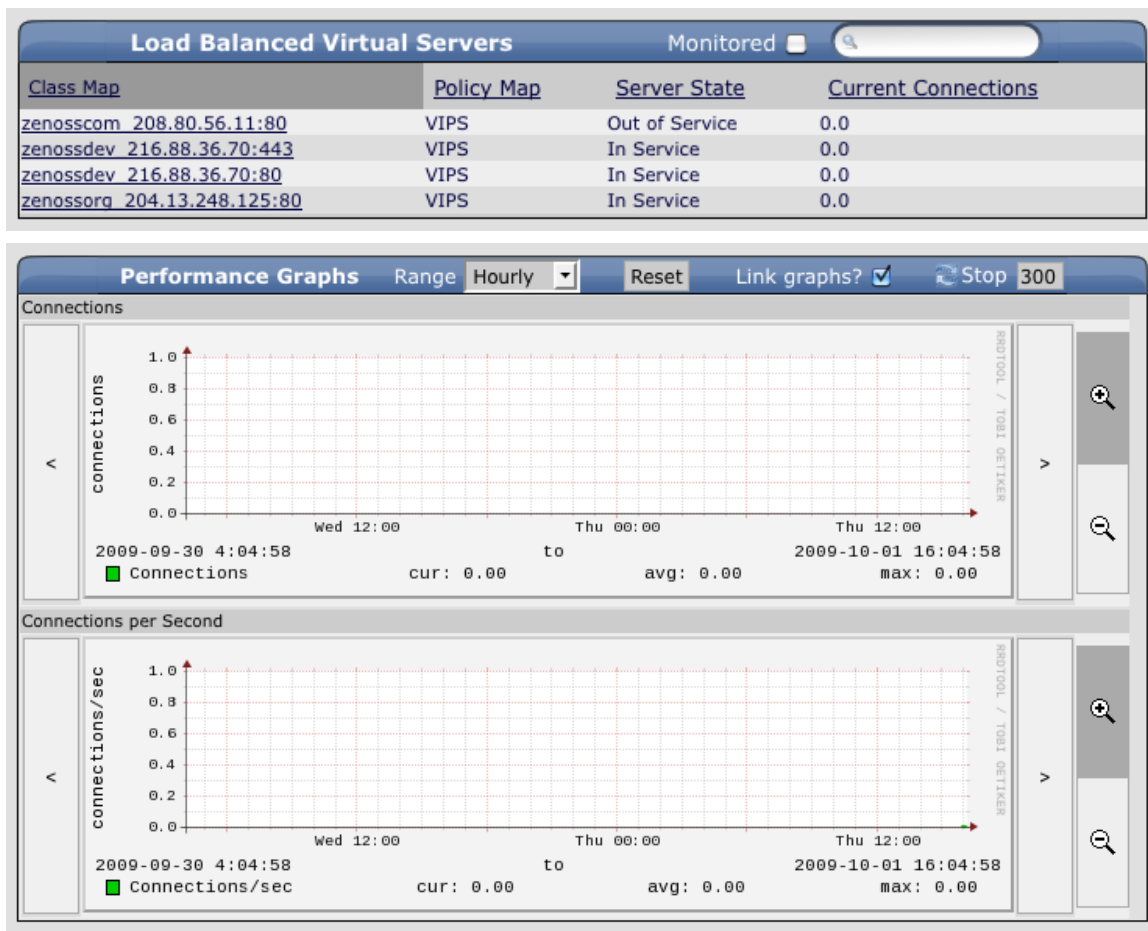 Load Balanced Virtual Servers Monitored
Class Map Policy Map Server State Current Connections
zenosscom_208.80.56.11:80 VIPS Out of Service 0.0
zenossdev_216.88.36.70:443 VIPS In Service 0.0
zenossdev_216.88.36.70:80 VIPS In Service 0.0
zenossorg_204.13.248.125:80 VIPS In Service 0.0
Performance Graphs Range Hourly Reset Link graphs? Stop 300
Connections
<
connections
1.0
0.8
0.6
0.4
0.2
0.0
Wed 12:00 Thu 00:00 Thu 12:00
2009-09-30 4:04:58 to 2009-10-01 16:04:58
Connections cur: 0.00 avg: 0.00 max: 0.00
RRDTOOL / TOBI OETIKER
>
Connections per Second
<
connections/sec
1.0
0.8
0.6
0.4
0.2
0.0
Wed 12:00 Thu 00:00 Thu 12:00
2009-09-30 4:04:58 to 2009-10-01 16:04:58
Connections/sec cur: 0.00 avg: 0.00 max: 0.00
RRDTOOL / TOBI OETIKER
>